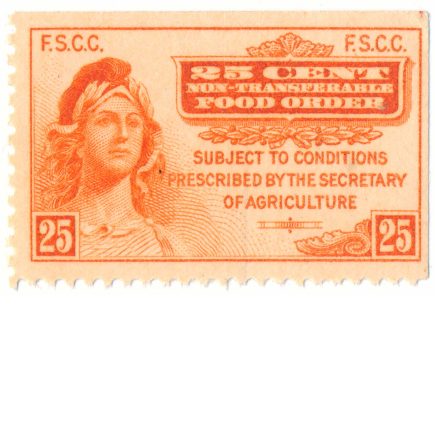 F.S.C.C. F.S.C.C.
25 CENT
NON-TRANSFERABLE
FOOD ORDER
SUBJECT TO CONDITIONS
PRESCRIBED BY THE SECRETARY
OF AGRICULTURE
25 25